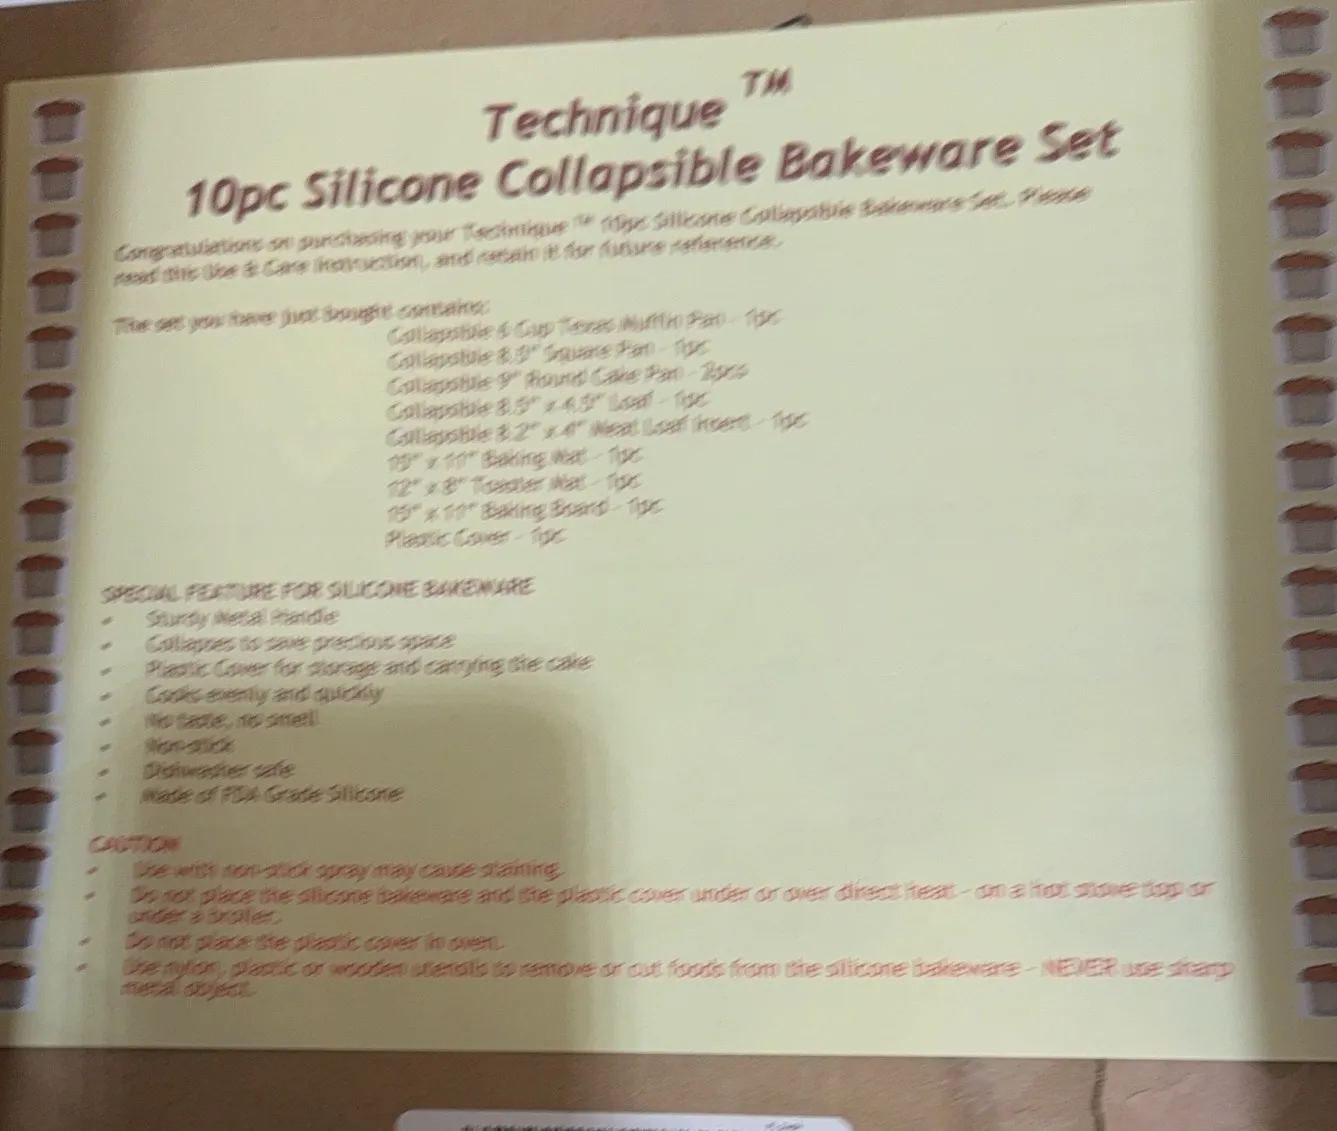 Technique ™
10pc Silicone Collapsible Bakeware Set
Congratulations on purchasing your Technique ™ 10pc Silicone Collapsible Bakeware Set. Please
read this Use & Care Instruction, and retain it for future reference.
The set you have just bought contains:
Collapsible 6 Cup Texas Muffin Pan - 1pc
Collapsible 8.5" Square Pan - 1pc
Collapsible 9" Round Cake Pan - 2pcs
Collapsible 8.5" x 4.5" Loaf - 1pc
Collapsible 8.2" x 4" Meat Loaf Insert - 1pc
15" x 11" Baking Mat - 1pc
12" x 8" Toaster Mat - 1pc
15" x 11" Baking Board - 1pc
Plastic Cover - 1pc
SPECIAL FEATURE FOR SILICONE BAKEWARE
• Sturdy Metal Handle
• Collapses to save precious space
• Plastic Cover for storage and carrying the cake
• Cooks evenly and quickly
• No taste, no smell
• Non-stick
• Dishwasher safe
• Made of FDA Grade Silicone
CAUTION
• Use with non-stick spray may cause staining.
• Do not place the silicone bakeware and the plastic cover under or over direct heat - on a hot stove top or
under a broiler.
• Do not place the plastic cover in oven.
• Use nylon, plastic or wooden utensils to remove or cut foods from the silicone bakeware - NEVER use sharp
metal object.